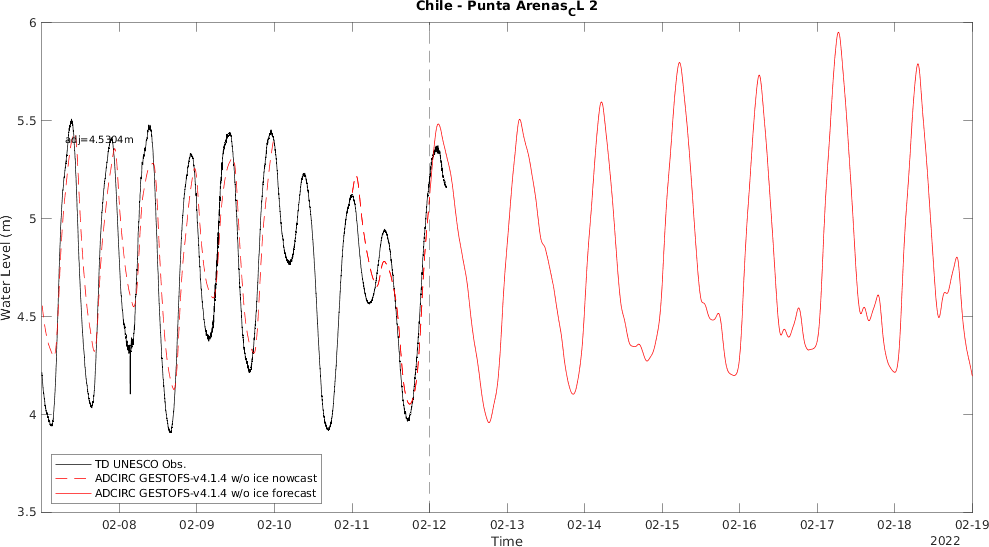 Chile - Punta Arenas_CL 2
Water Level (m)
6
5.5
5
4.5
4
3.5
adj=4.5304m
TD UNESCO Obs.
ADCIRC GESTOFS-v4.1.4 w/o ice nowcast
ADCIRC GESTOFS-v4.1.4 w/o ice forecast
02-08 02-09 02-10 02-11 02-12 02-13 02-14 02-15 02-16 02-17 02-18 02-19
Time
2022